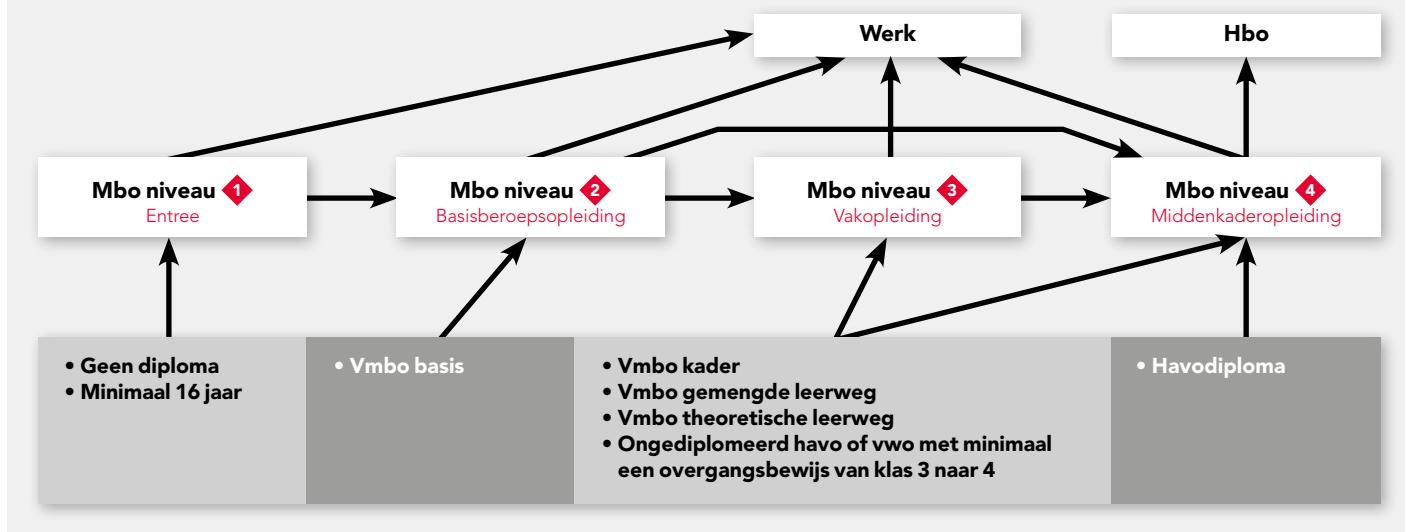 Werk
Hbo
Mbo niveau 1
Entree
Mbo niveau 2
Basisberoepsopleiding
Mbo niveau 3
Vakopleiding
Mbo niveau 4
Middenkaderopleiding
• Geen diploma
• Minimaal 16 jaar
• Vmbo basis
• Vmbo kader
• Vmbo gemengde leerweg
• Vmbo theoretische leerweg
• Ongediplomeerd havo of vwo met minimaal
een overgangsbewijs van klas 3 naar 4
• Havodiploma